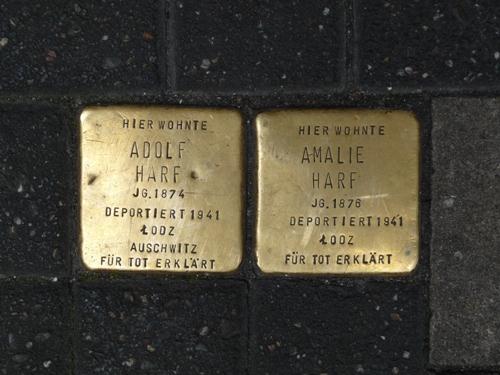 HIER WOHNTE
ADOLF
HARF
JG. 1874
DEPORTIERT 1941
ŁODZ
AUSCHWITZ
FÜR TOT ERKLÄRT
HIER WOHNTE
AMALIE
HARF
JG. 1876
DEPORTIERT 1941
ŁODZ
FÜR TOT ERKLÄRT